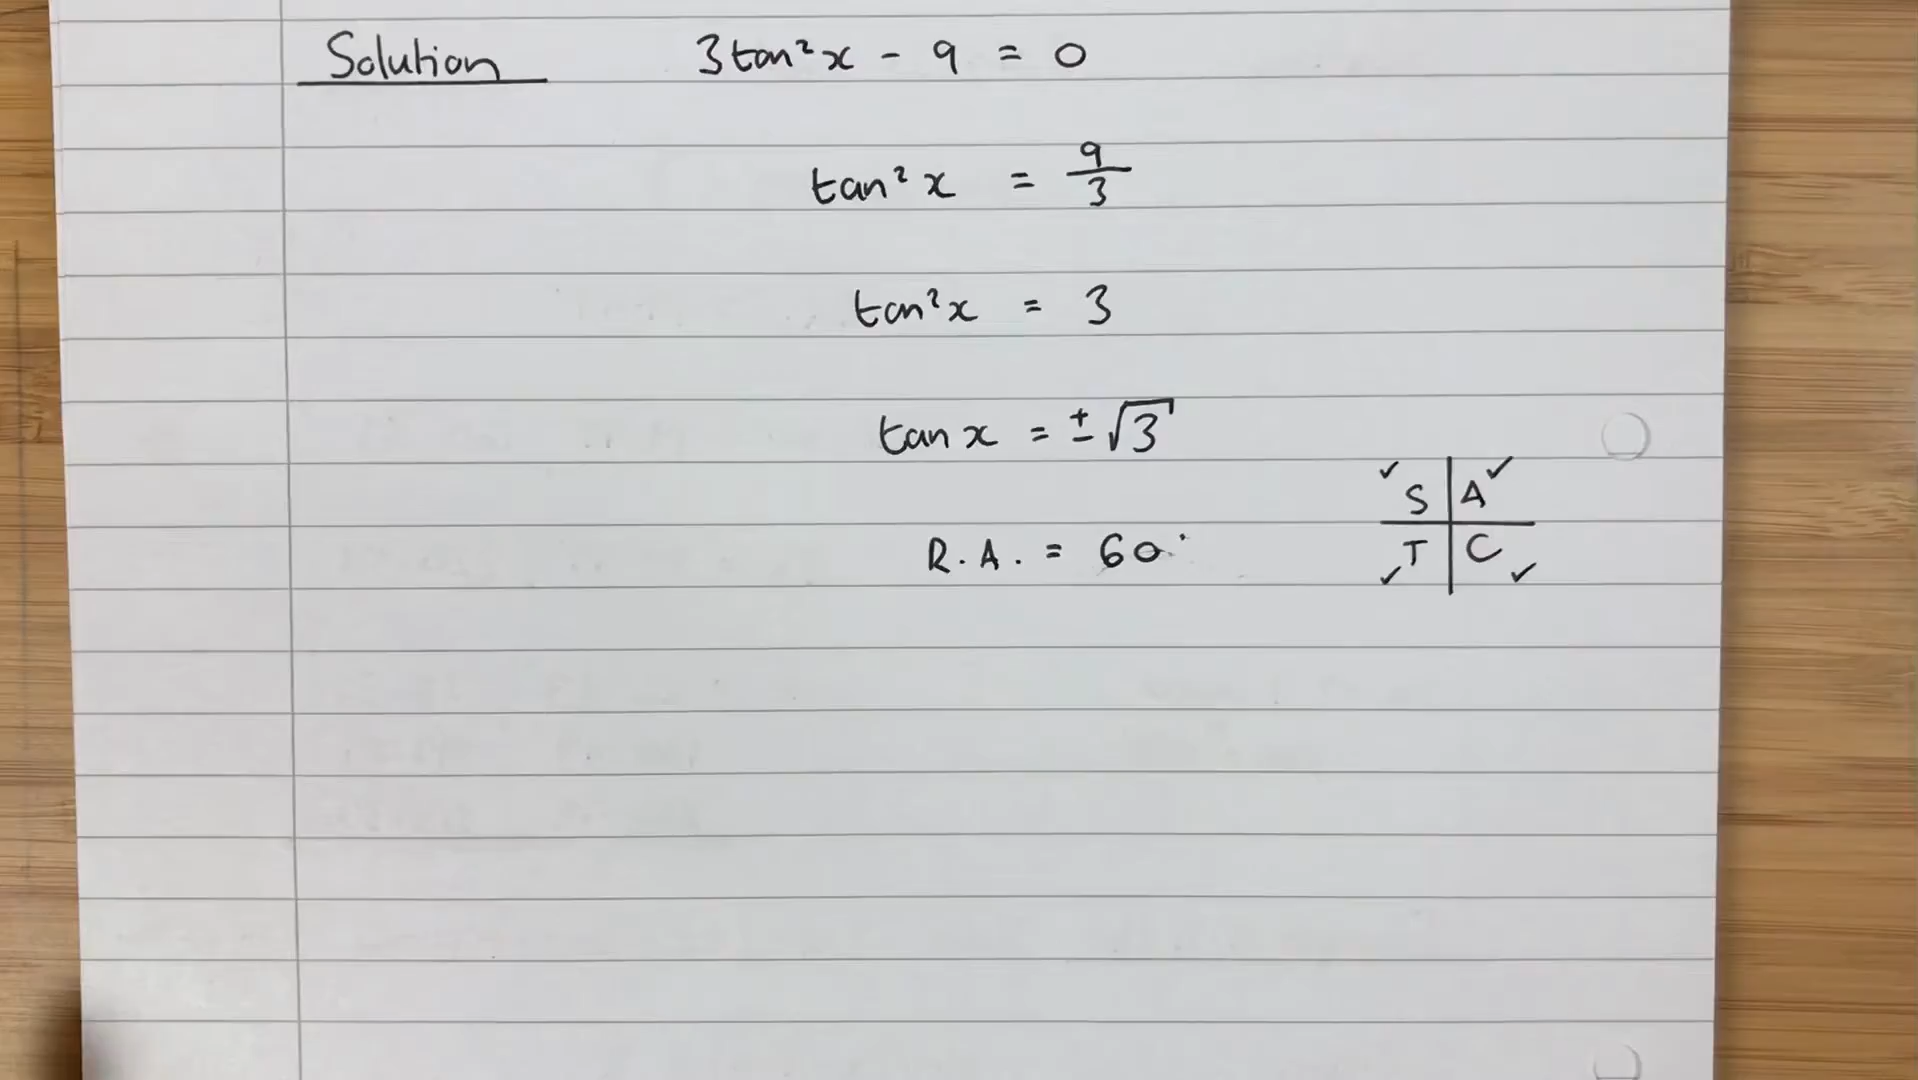 Solution 3tan²x - 9 = 0
tan²x = 9/3
tan²x = 3
tan x = ±√3
S A
R.A. = 60°
T C